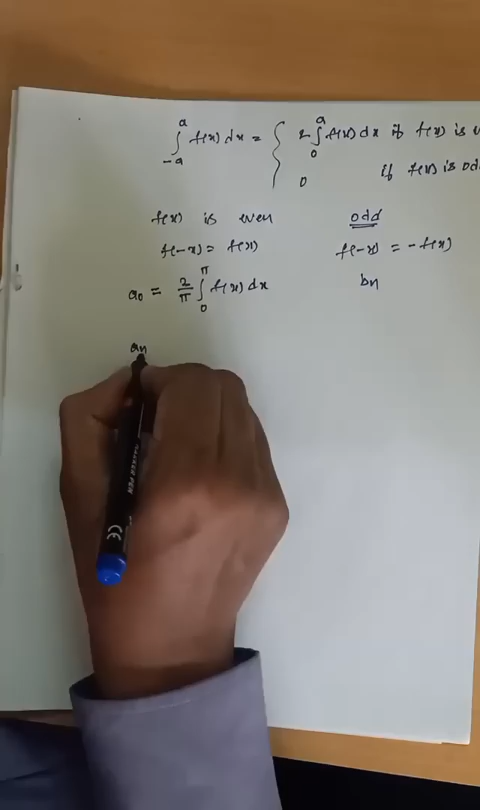 ∫_{-a}^{a} f(x) dx = { 2 ∫_{0}^{a} f(x) dx if f(x) is
0 if f(x) is od
f(x) is even odd
f(-x) = f(x) f(-x) = -f(x)
a0 = 2/π ∫_{0}^{π} f(x) dx bn
an
CE